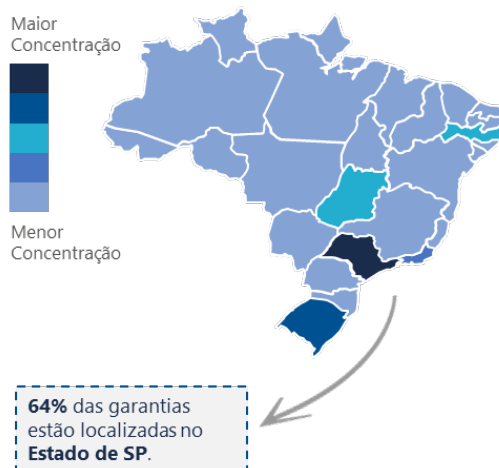 Maior
Concentração
Menor
Concentração
64% das garantias
estão localizadas no
Estado de SP.